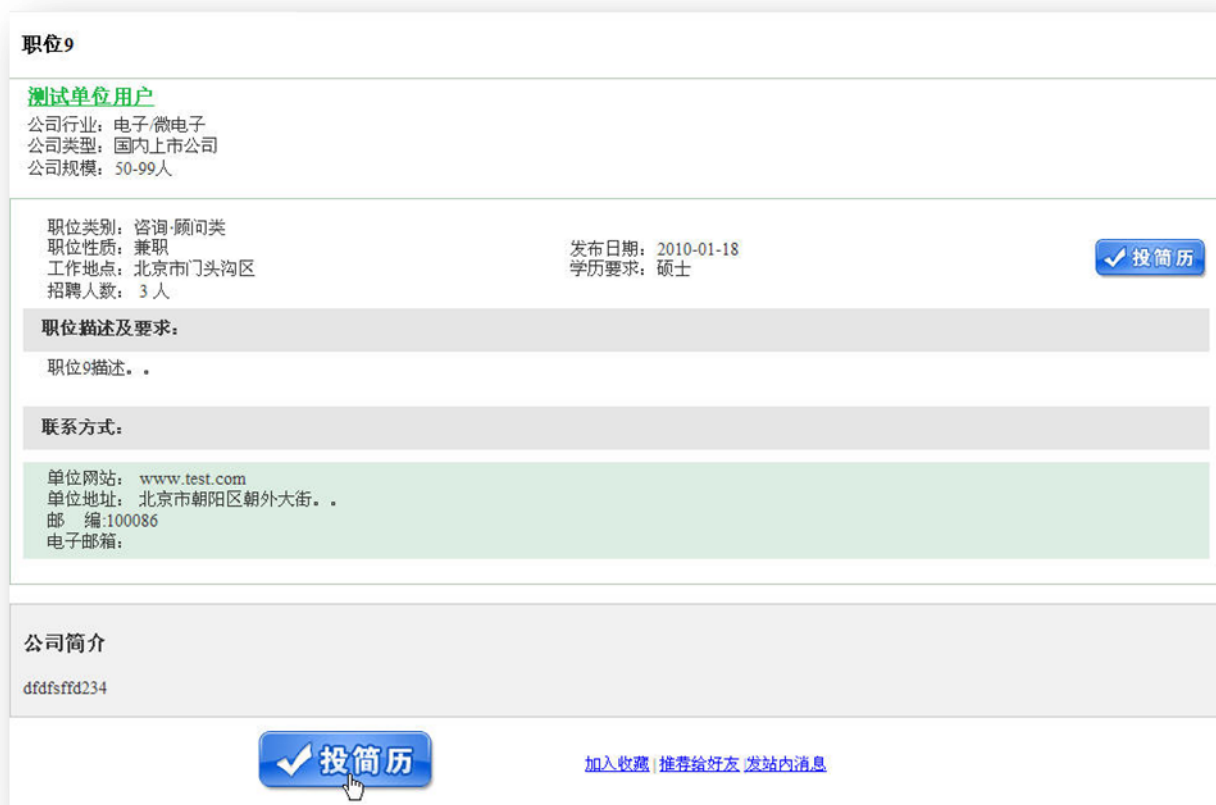 职位9
测试单位用户
公司行业：电子/微电子
公司类型：国内上市公司
公司规模：50-99人
职位类别：咨询·顾问类
职位性质：兼职
工作地点：北京市门头沟区
招聘人数： 3 人
发布日期：2010-01-18
学历要求：硕士
投简历
职位描述及要求：
职位9描述。。
联系方式：
单位网站： www.test.com
单位地址： 北京市朝阳区朝外大街。。
邮 编:100086
电子邮箱：
公司简介
dfdfsffd234
投简历
加入收藏 | 推荐给好友 |发站内消息